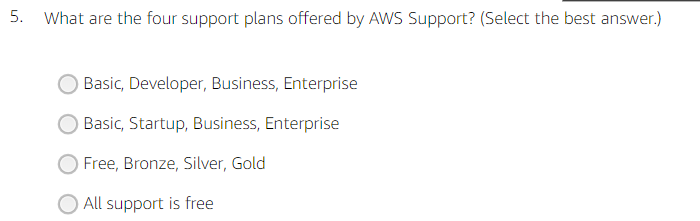 5. What are the four support plans offered by AWS Support? (Select the best answer.)
Basic, Developer, Business, Enterprise
Basic, Startup, Business, Enterprise
Free, Bronze, Silver, Gold
All support is free